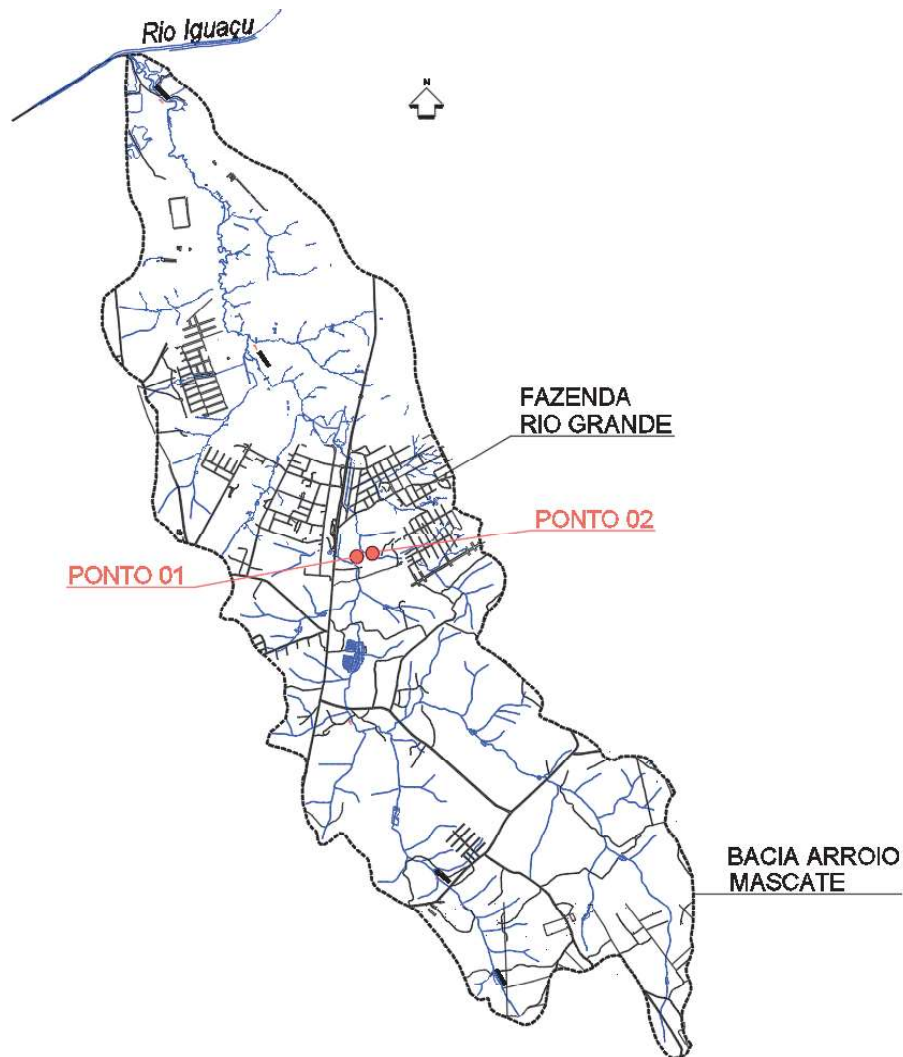 Rio Iguaçu
N
FAZENDA
RIO GRANDE
PONTO 02
PONTO 01
BACIA ARROIO
MASCATE